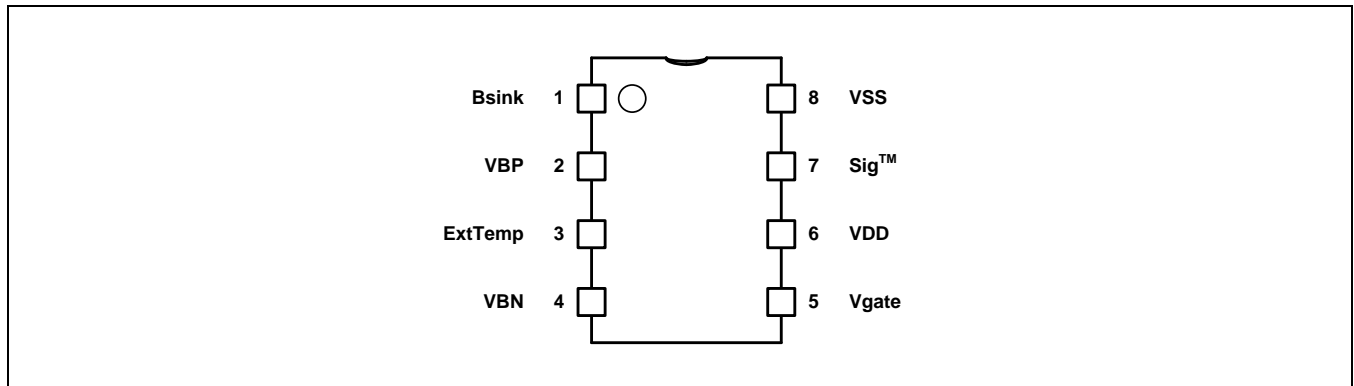 Bsink 1 8 VSS
VBP 2 7 Sig™
ExtTemp 3 6 VDD
VBN 4 5 Vgate